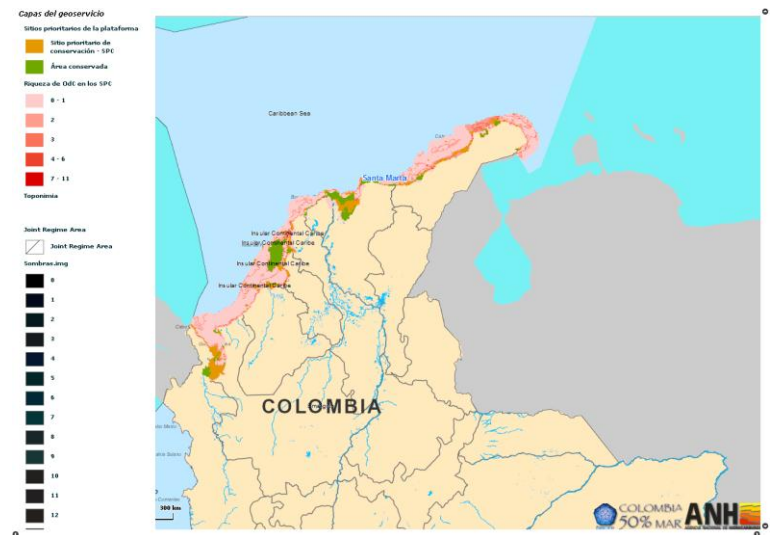 Capas del geoservicio
Sitios prioritarios de la plataforma
Sitio prioritario de
conservación - SPC
Área conservada
Riqueza de OdC en los SPC
0 - 1
2
3
4 - 6
7 - 11
Toponimia
Joint Regime Area
Joint Regime Area
Sombras.img
0
1
2
3
4
5
6
7
8
9
10
11
12
Caribbean Sea
Santa Marta
Insular Continental Caribe
Insular Continental Caribe
Insular Continental Caribe
Insular Continental Caribe
COLOMBIA
300 km
COLOMBIA
50% MAR
ANH